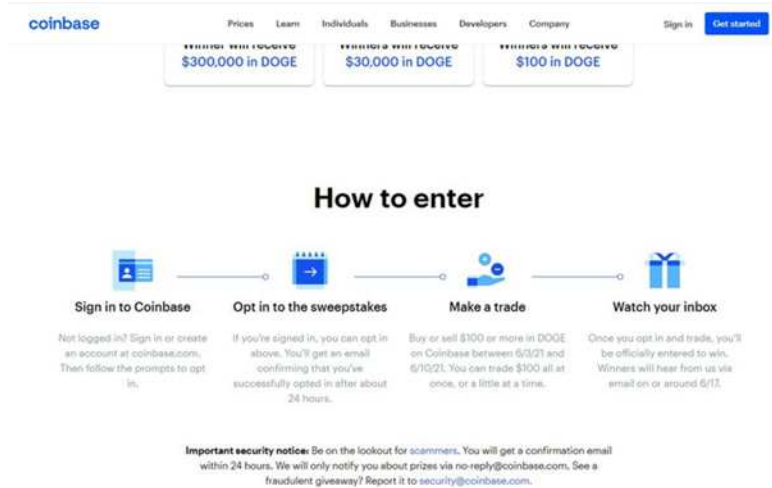 coinbase
Prices Learn Individuals Businesses Developers Company Sign in Get started
Winner will receive Winners will receive Winners will receive
$300,000 in DOGE $30,000 in DOGE $100 in DOGE
How to enter
Sign in to Coinbase
Not logged in? Sign in or create
an account at coinbase.com.
Then follow the prompts to opt
in.
Opt in to the sweepstakes
If you're signed in, you can opt in
above. You'll get an email
confirming that you've
successfully opted in after about
24 hours.
Make a trade
Buy or sell $100 or more in DOGE
on Coinbase between 6/3/21 and
6/10/21. You can trade $100 all at
once, or a little at a time.
Watch your inbox
Once you opt in and trade, you'll
be officially entered to win.
Winners will hear from us via
email on or around 6/17.
Important security notice: Be on the lookout for scammers. You will get a confirmation email
within 24 hours. We will only notify you about prizes via no-reply@coinbase.com. See a
fraudulent giveaway? Report it to security@coinbase.com.